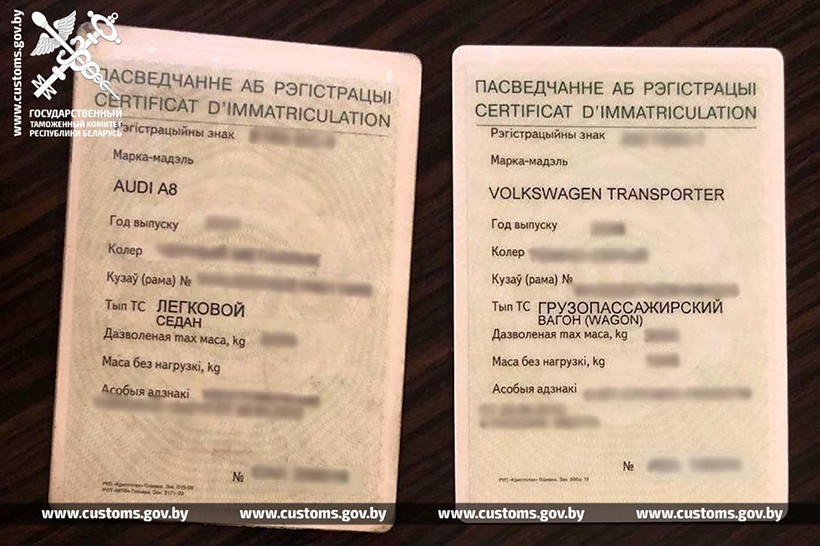 www.customs.gov.by
ГОСУДАРСТВЕННЫЙ
ТАМОЖЕННЫЙ КОМИТЕТ
РЕСПУБЛИКИ БЕЛАРУСЬ
ПАСВЕДЧАННЕ АБ РЭГІСТРАЦЫІ
CERTIFICAT D'IMMATRICULATION
Рэгістрацыйны знак
Марка-мадэль
AUDI A8
Год выпуску
Колер
Кузаў (рама) №
Тып ТС ЛЕГКОВОЙ
СЕДАН
Дазволеная max маса, kg
Маса без нагрузкі, kg
Асобыя адзнакі
№
ПАСВЕДЧАННЕ АБ РЭГІСТРАЦЫІ
CERTIFICAT D'IMMATRICULATION
Рэгістрацыйны знак
Марка-мадэль
VOLKSWAGEN TRANSPORTER
Год выпуску
Колер
Кузаў (рама) №
Тып ТС ГРУЗОПАССАЖИРСКИЙ
ВАГОН (WAGON)
Дазволеная max маса, kg
Маса без нагрузкі, kg
Асобыя адзнакі
№
www.customs.gov.by www.customs.gov.by www.customs.gov.by www.customs.gov.by